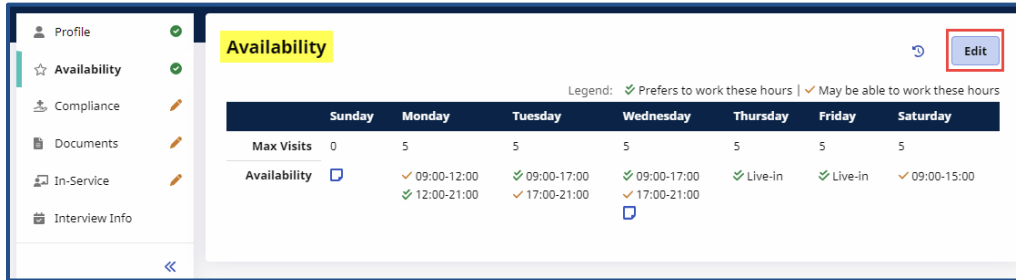 Profile
Availability
Compliance
Documents
In-Service
Interview Info
Availability
Edit
Legend: Prefers to work these hours | May be able to work these hours
Sunday Monday Tuesday Wednesday Thursday Friday Saturday
Max Visits 0 5 5 5 5 5 5
Availability 09:00-12:00 09:00-17:00 09:00-17:00 Live-in Live-in 09:00-15:00
12:00-21:00 17:00-21:00 17:00-21:00